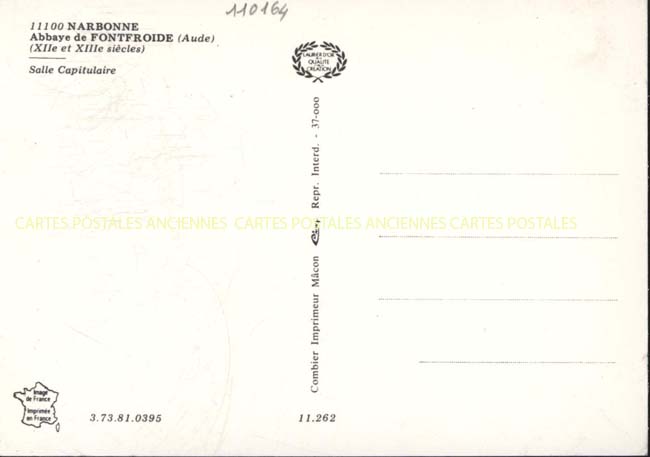 110164
11100 NARBONNE
Abbaye de FONTFROIDE (Aude)
(XIIe et XIIIe siècles)
Salle Capitulaire
LAURIER D'OR
DE
QUALITÉ
CRÉATION
Combier Imprimeur Mâcon Repr. Interd. - 37-000
CARTES POSTALES ANCIENNES CARTES POSTALES ANCIENNES CARTES POSTALES
Image
de France
Imprimée
en France
3.73.81.0395
11.262